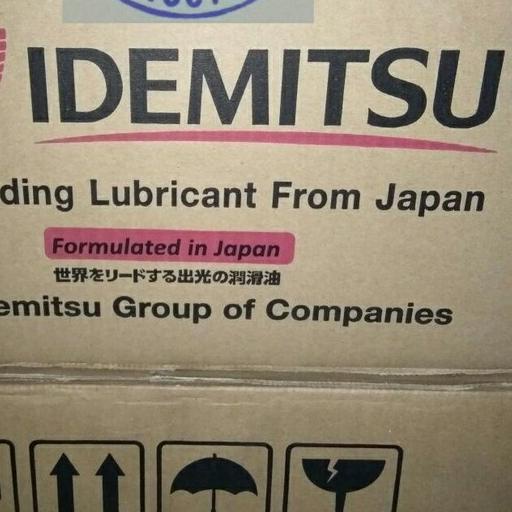 IDEMITSU
ding Lubricant From Japan
Formulated in Japan
世界をリードする出光の潤滑油
emitsu Group of Companies